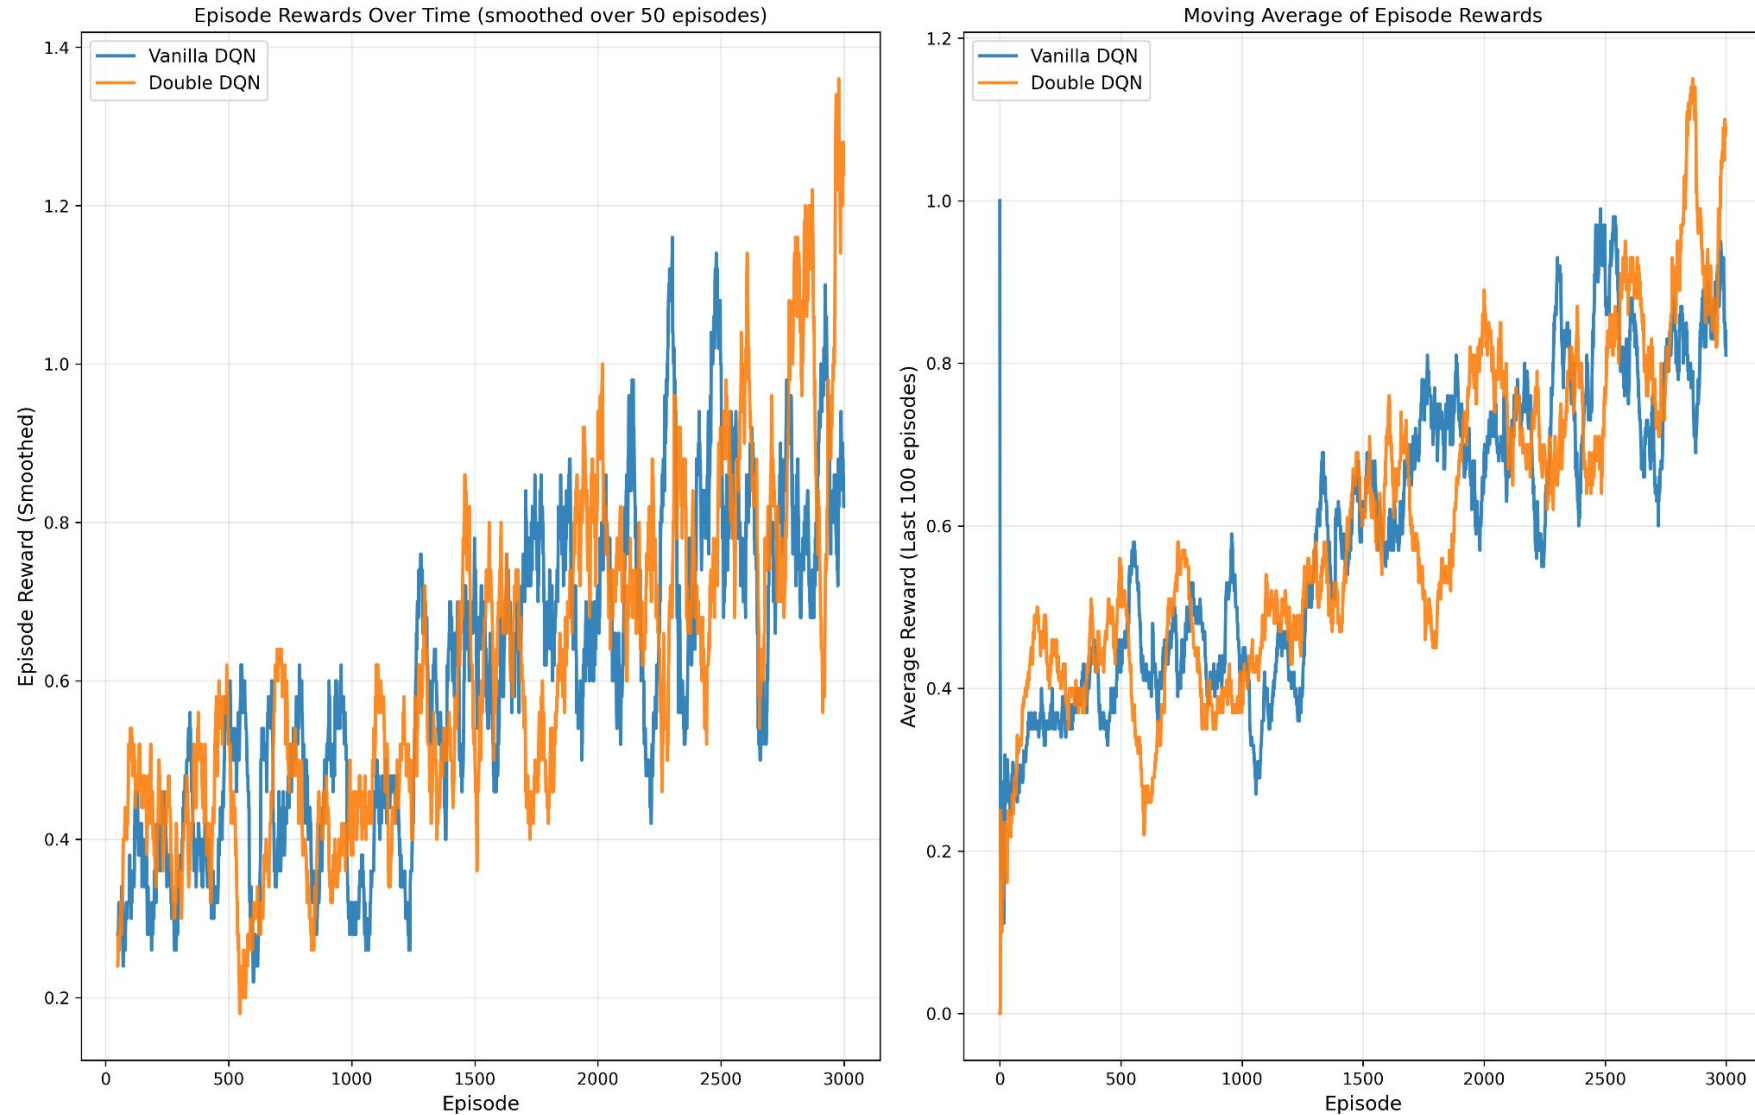 Episode Rewards Over Time (smoothed over 50 episodes)
Vanilla DQN
Double DQN
Episode Reward (Smoothed)
1.4
1.2
1.0
0.8
0.6
0.4
0.2
0
500
1000
1500
2000
2500
3000
Episode
Moving Average of Episode Rewards
Vanilla DQN
Double DQN
Average Reward (Last 100 episodes)
1.2
1.0
0.8
0.6
0.4
0.2
0.0
0
500
1000
1500
2000
2500
3000
Episode